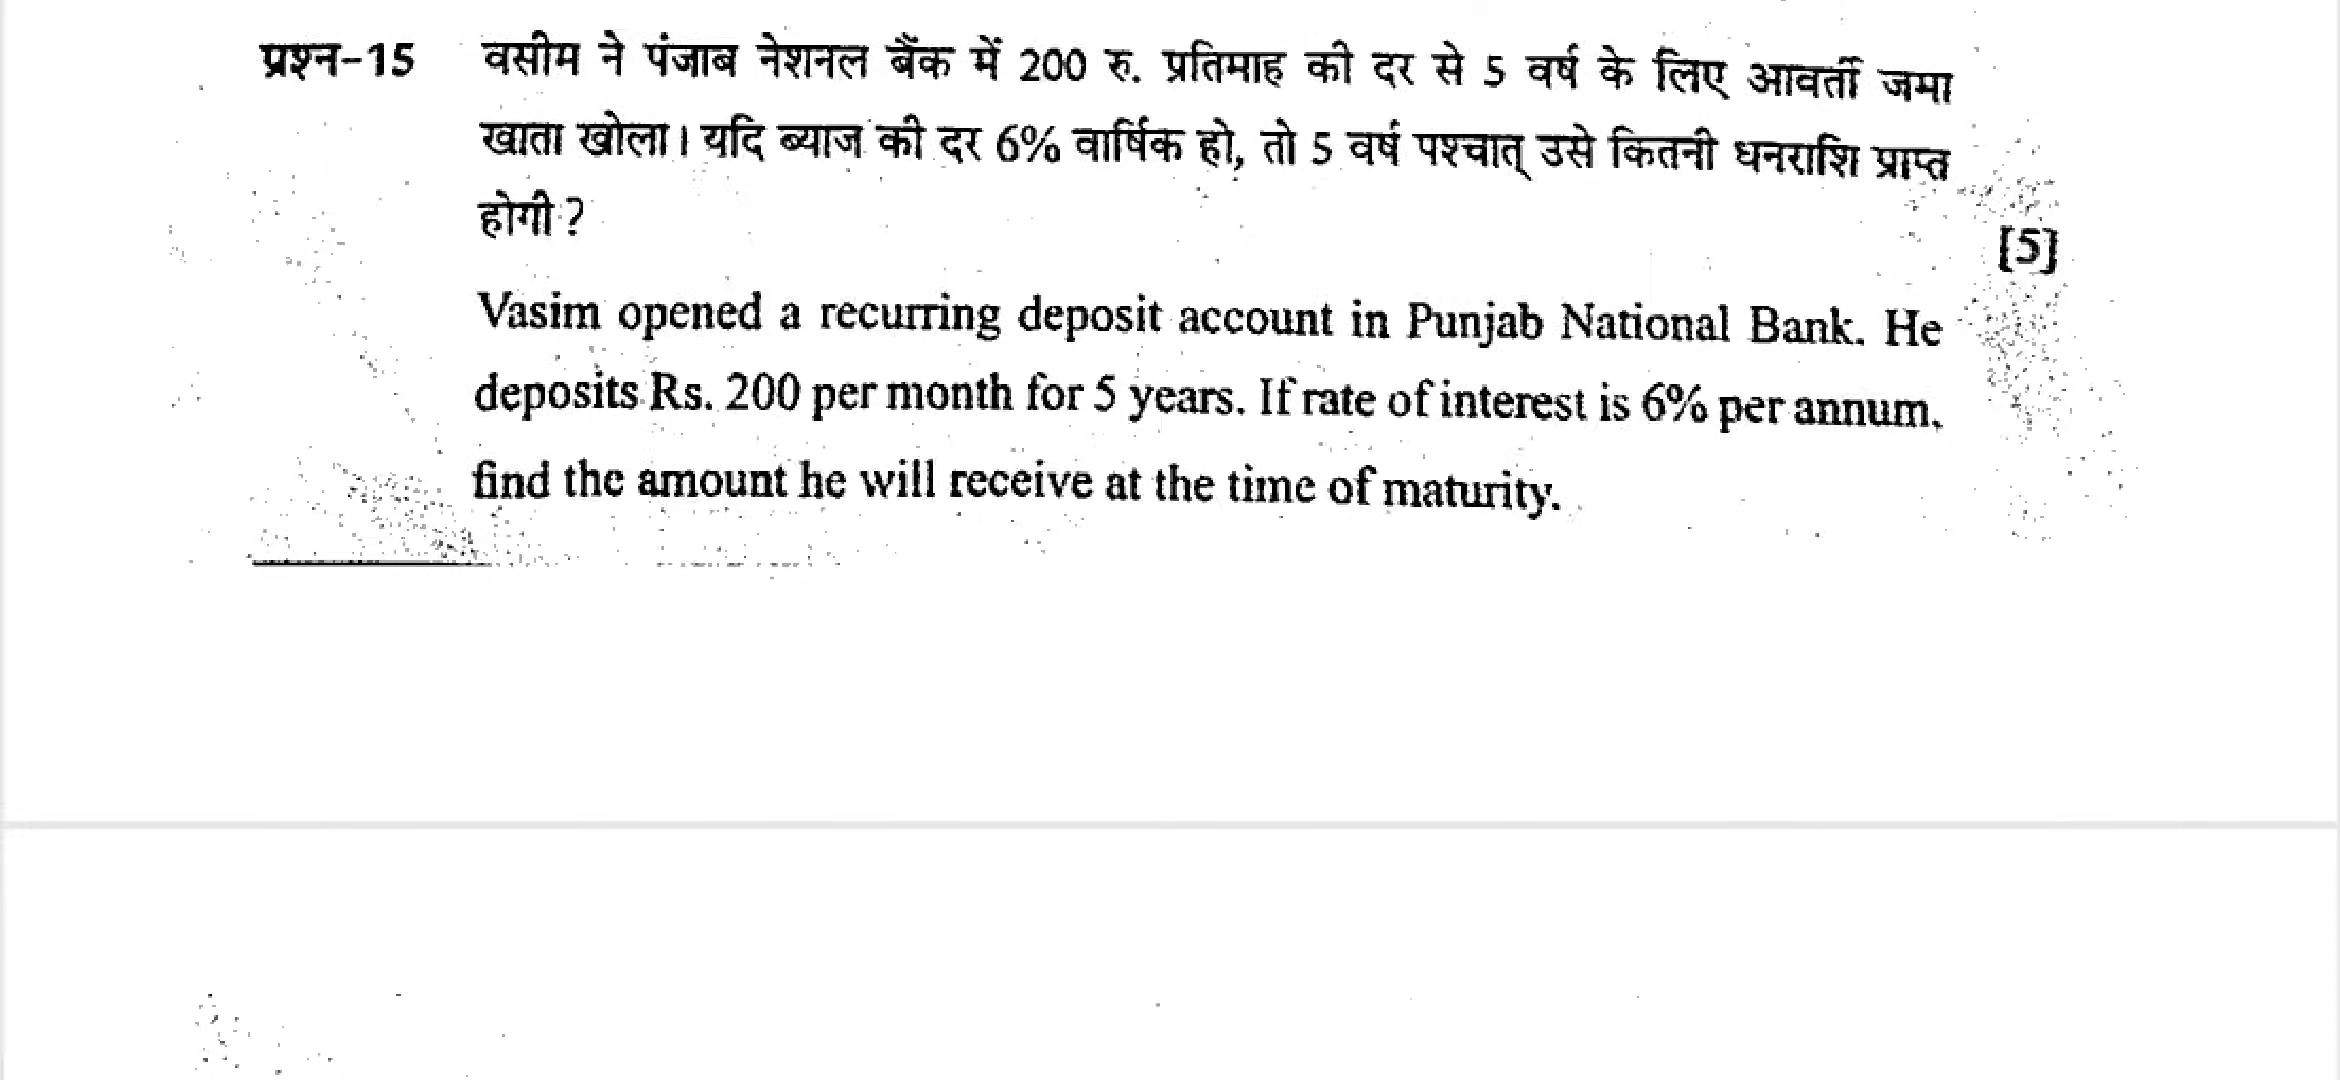 प्रश्न-15 वसीम ने पंजाब नेशनल बैंक में 200 रु. प्रतिमाह की दर से 5 वर्ष के लिए आवर्ती जमा
खाता खोला। यदि ब्याज की दर 6% वार्षिक हो, तो 5 वर्ष पश्चात् उसे कितनी धनराशि प्राप्त
होगी ?
[5]
Vasim opened a recurring deposit account in Punjab National Bank. He
deposits Rs. 200 per month for 5 years. If rate of interest is 6% per annum,
find the amount he will receive at the time of maturity.